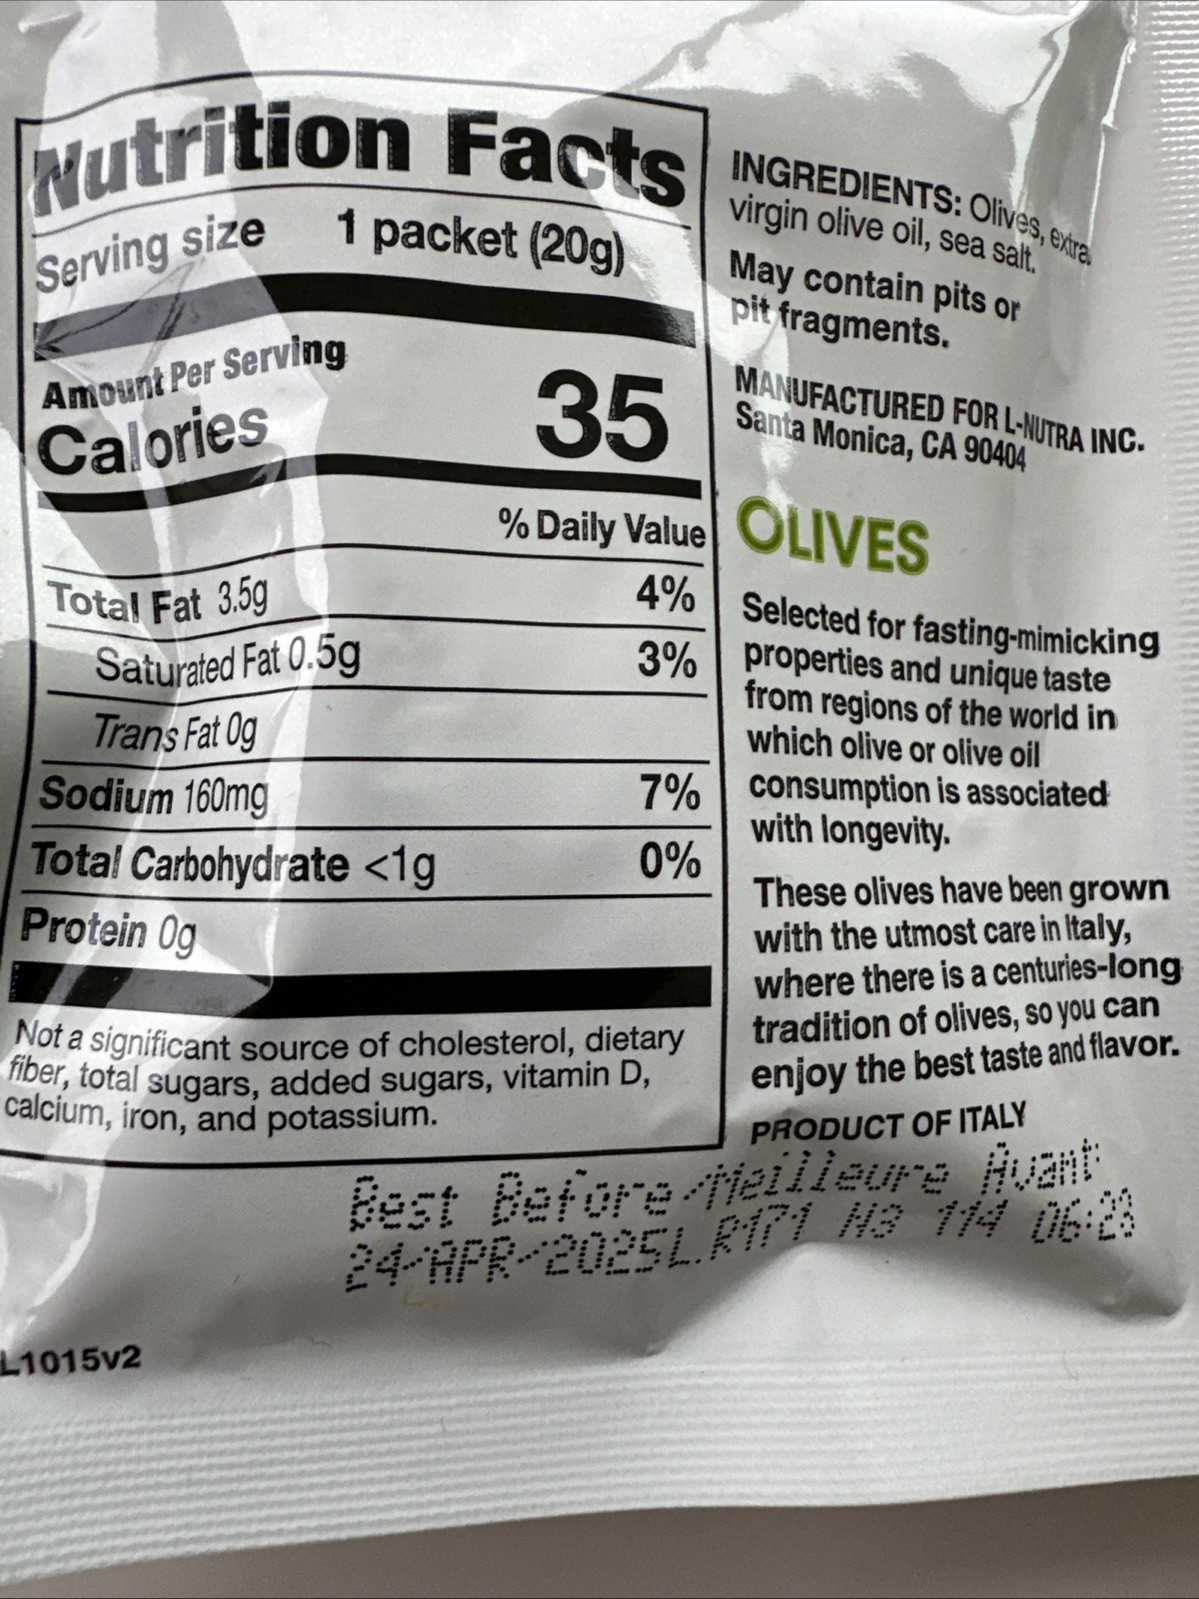 Nutrition Facts
Serving size 1 packet (20g)
Amount Per Serving
Calories 35
% Daily Value
Total Fat 3.5g 4%
Saturated Fat 0.5g 3%
Trans Fat 0g
Sodium 160mg 7%
Total Carbohydrate <1g 0%
Protein 0g
Not a significant source of cholesterol, dietary
fiber, total sugars, added sugars, vitamin D,
calcium, iron, and potassium.
INGREDIENTS: Olives, extra
virgin olive oil, sea salt.
May contain pits or
pit fragments.
MANUFACTURED FOR L-NUTRA INC.
Santa Monica, CA 90404
OLIVES
Selected for fasting-mimicking
properties and unique taste
from regions of the world in
which olive or olive oil
consumption is associated
with longevity.
These olives have been grown
with the utmost care in Italy,
where there is a centuries-long
tradition of olives, so you can
enjoy the best taste and flavor.
PRODUCT OF ITALY
Best Before/Meilleure Avant:
24/APR/2025L.R171 H3 114 06:23
L1015v2